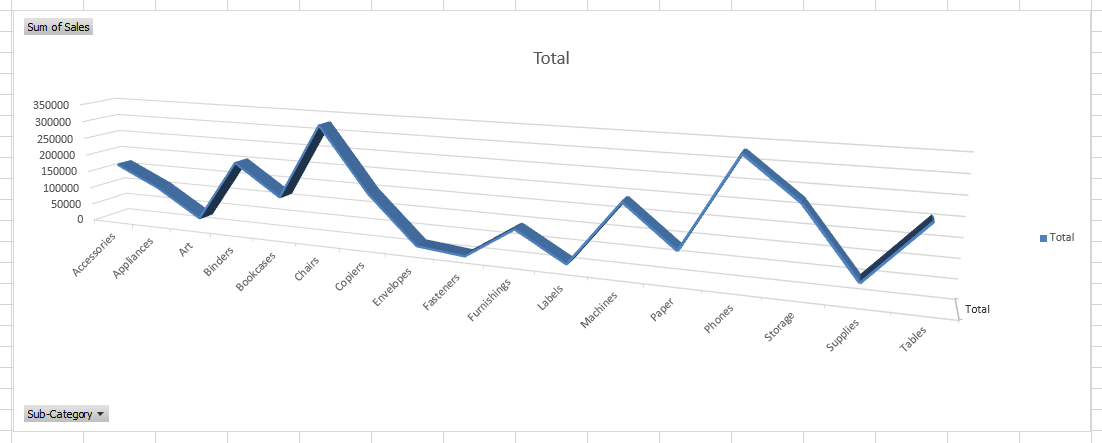 Sum of Sales
Total
350000
300000
250000
200000
150000
100000
50000
0
Accessories
Appliances
Art
Binders
Bookcases
Chairs
Copiers
Envelopes
Fasteners
Furnishings
Labels
Machines
Paper
Phones
Storage
Supplies
Tables
Total
Total
Sub-Category